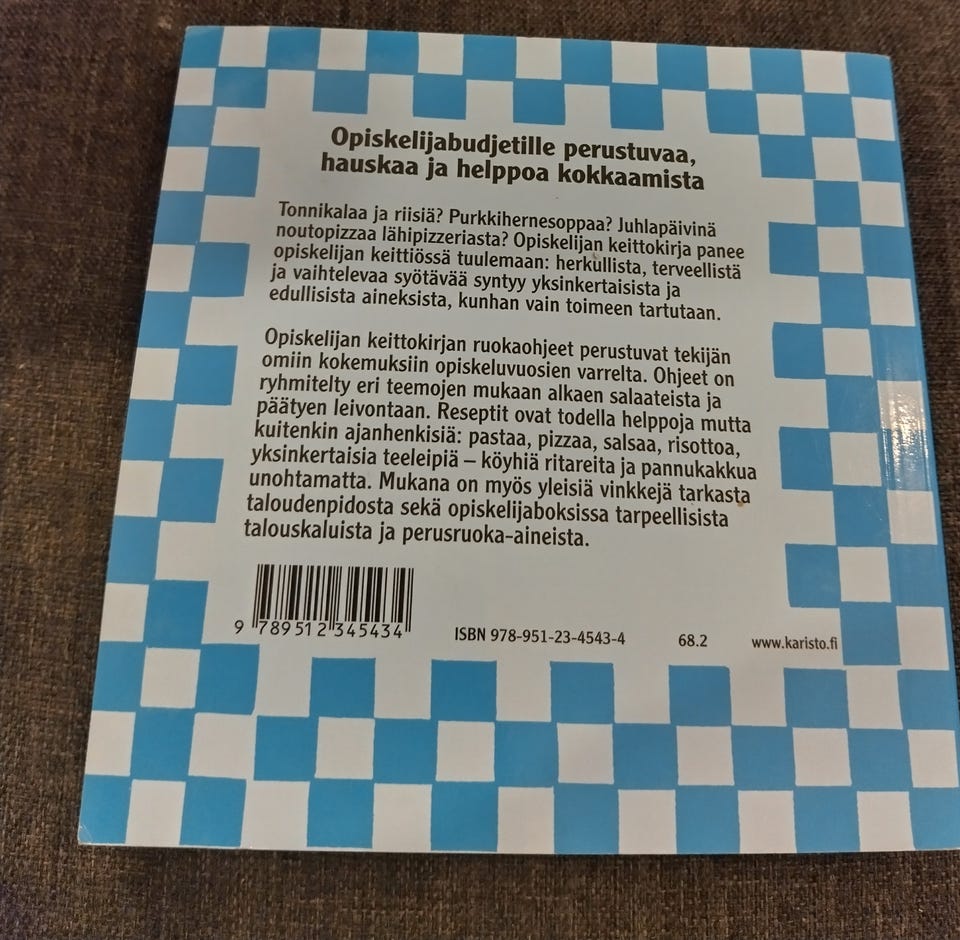 Opiskelijabudjetille perustuvaa,
hauskaa ja helppoa kokkaamista
Tonnikalaa ja riisiä? Purkkihernesoppaa? Juhlapäivinä
noutopizzaa lähipizzeriasta? Opiskelijan keittokirja panee
opiskelijan keittiössä tuulemaan: herkullista, terveellistä
ja vaihtelevaa syötävää syntyy yksinkertaisista ja
edullisista aineksista, kunhan vain toimeen tartutaan.
Opiskelijan keittokirjan ruokaohjeet perustuvat tekijän
omiin kokemuksiin opiskeluvuosien varrelta. Ohjeet on
ryhmitelty eri teemojen mukaan alkaen salaateista ja
päätyen leivontaan. Reseptit ovat todella helppoja mutta
kuitenkin ajanhenkisiä: pastaa, pizzaa, salsaa, risottoa,
yksinkertaisia teeleipiä – köyhiä ritareita ja pannukakkua
unohtamatta. Mukana on myös yleisiä vinkkejä tarkasta
taloudenpidosta sekä opiskelijaboksissa tarpeellisista
talouskaluista ja perusruoka-aineista.
9 789512 345434
ISBN 978-951-23-4543-4 68.2 www.karisto.fi